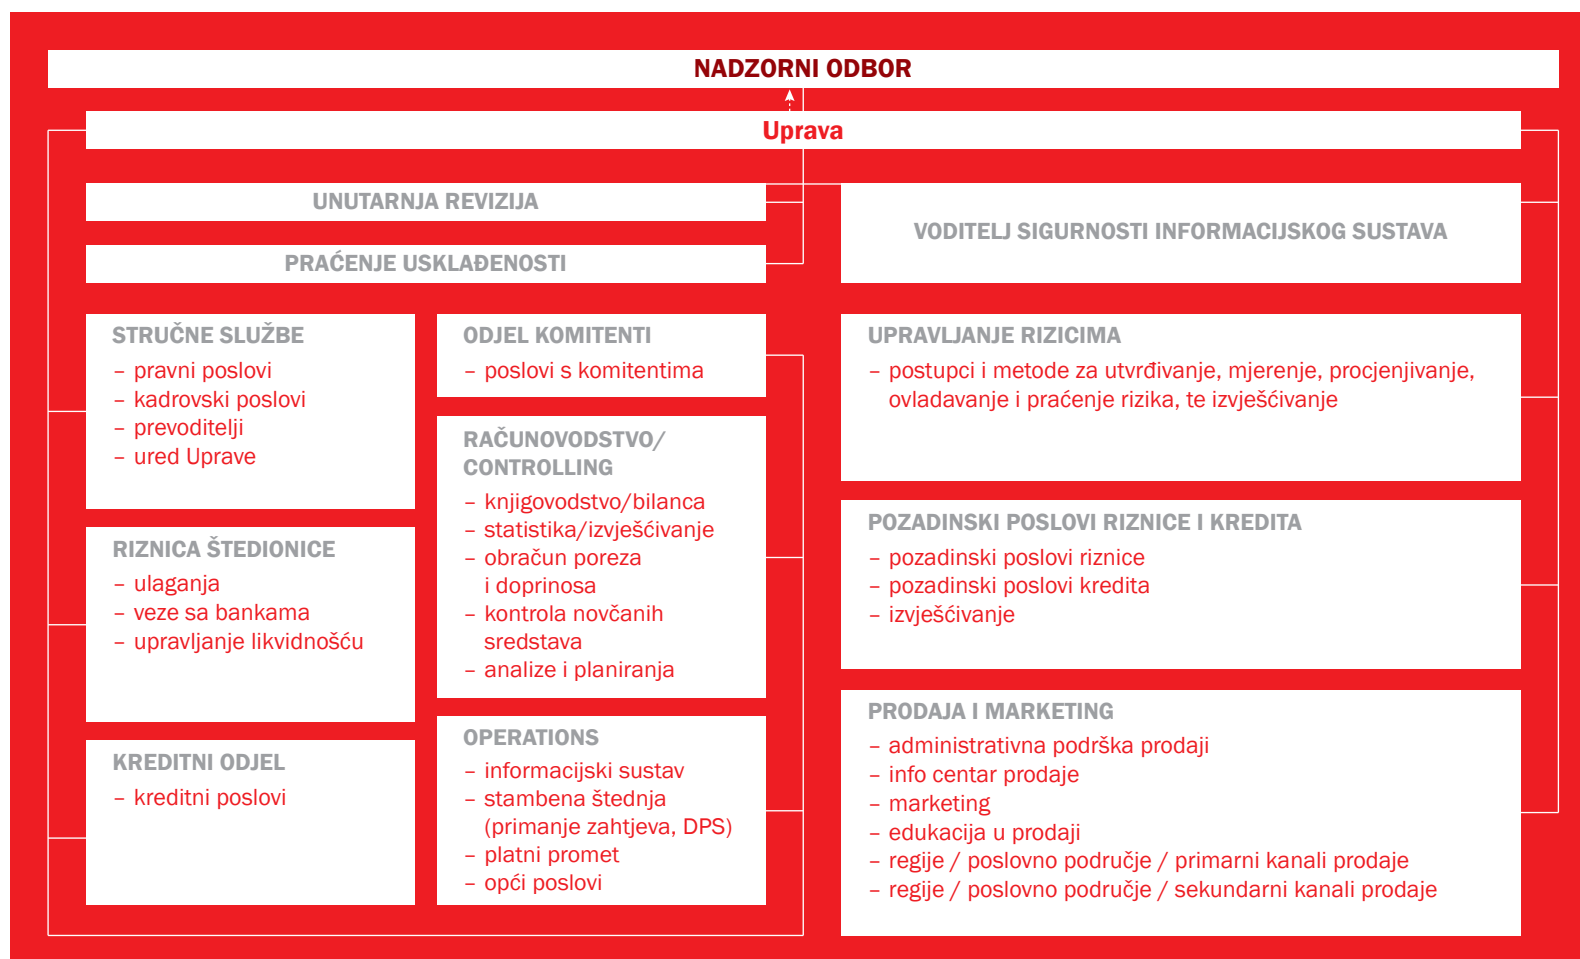 NADZORNI ODBOR
Uprava
UNUTARNJA REVIZIJA
PRAĆENJE USKLAĐENOSTI
VODITELJ SIGURNOSTI INFORMACIJSKOG SUSTAVA
STRUČNE SLUŽBE
– pravni poslovi
– kadrovski poslovi
– prevoditelji
– ured Uprave
RIZNICA ŠTEDIONICE
– ulaganja
– veze sa bankama
– upravljanje likvidnošću
KREDITNI ODJEL
– kreditni poslovi
ODJEL KOMITENTI
– poslovi s komitentima
RAČUNOVODSTVO/
CONTROLLING
– knjigovodstvo/bilanca
– statistika/izvješćivanje
– obračun poreza
i doprinosa
– kontrola novčanih
sredstava
– analize i planiranja
OPERATIONS
– informacijski sustav
– stambena štednja
(primanje zahtjeva, DPS)
– platni promet
– opći poslovi
UPRAVLJANJE RIZICIMA
– postupci i metode za utvrđivanje, mjerenje, procjenjivanje,
ovladavanje i praćenje rizika, te izvješćivanje
POZADINSKI POSLOVI RIZNICE I KREDITA
– pozadinski poslovi riznice
– pozadinski poslovi kredita
– izvješćivanje
PRODAJA I MARKETING
– administrativna podrška prodaji
– info centar prodaje
– marketing
– edukacija u prodaji
– regije / poslovno područje / primarni kanali prodaje
– regije / poslovno područje / sekundarni kanali prodaje